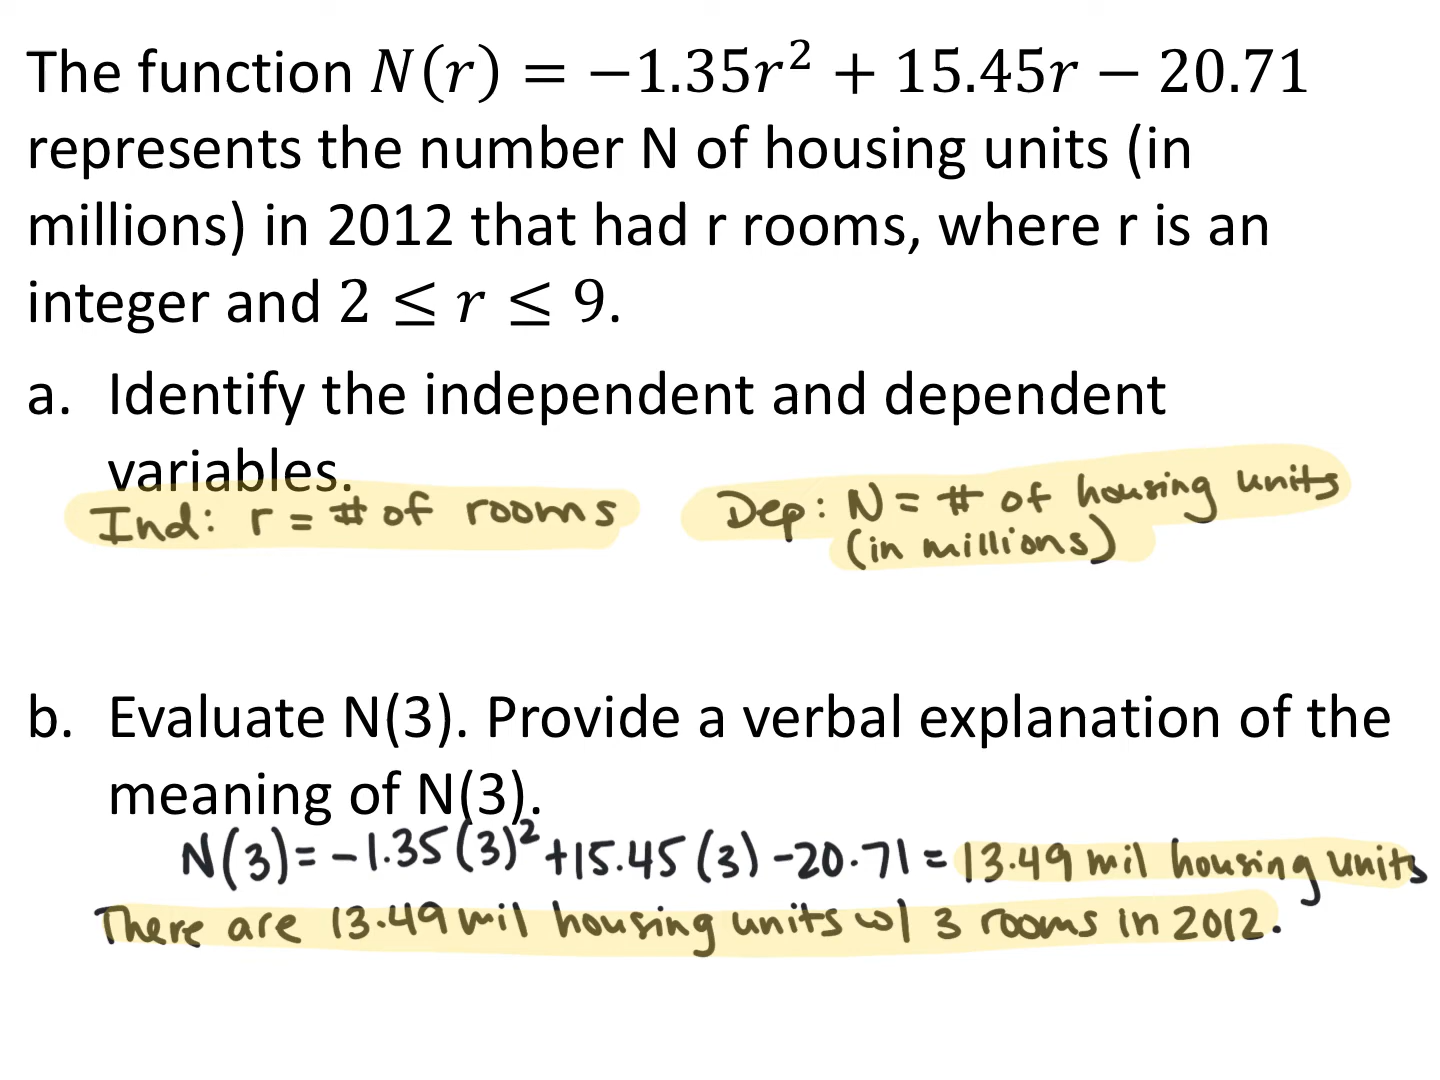 The function N(r) = −1.35r² + 15.45r − 20.71
represents the number N of housing units (in
millions) in 2012 that had r rooms, where r is an
integer and 2 ≤ r ≤ 9.
a. Identify the independent and dependent
variables.
Ind: r = # of rooms
Dep: N = # of housing units
(in millions)
b. Evaluate N(3). Provide a verbal explanation of the
meaning of N(3).
N(3) = −1.35(3)² + 15.45(3) − 20.71 = 13.49 mil housing units
There are 13.49 mil housing units w/ 3 rooms in 2012.